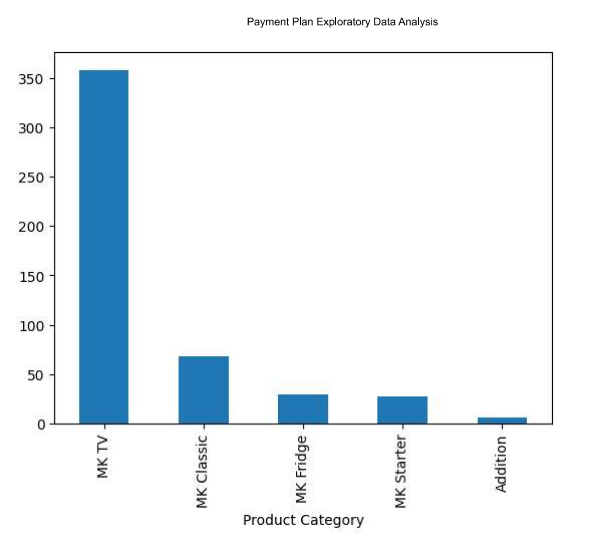 Payment Plan Exploratory Data Analysis
350
300
250
200
150
100
50
0
MK TV
MK Classic
MK Fridge
MK Starter
Addition
Product Category